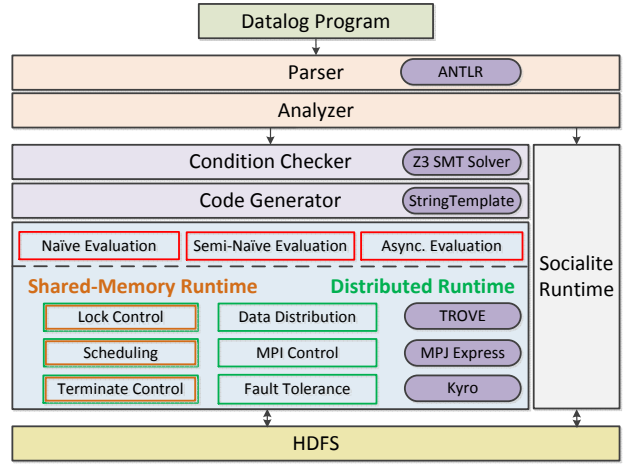 Datalog Program
Parser
ANTLR
Analyzer
Condition Checker
Z3 SMT Solver
Code Generator
StringTemplate
Naïve Evaluation
Semi-Naïve Evaluation
Async. Evaluation
Socialite
Runtime
Shared-Memory Runtime
Distributed Runtime
Lock Control
Data Distribution
TROVE
Scheduling
MPI Control
MPJ Express
Terminate Control
Fault Tolerance
Kyro
HDFS